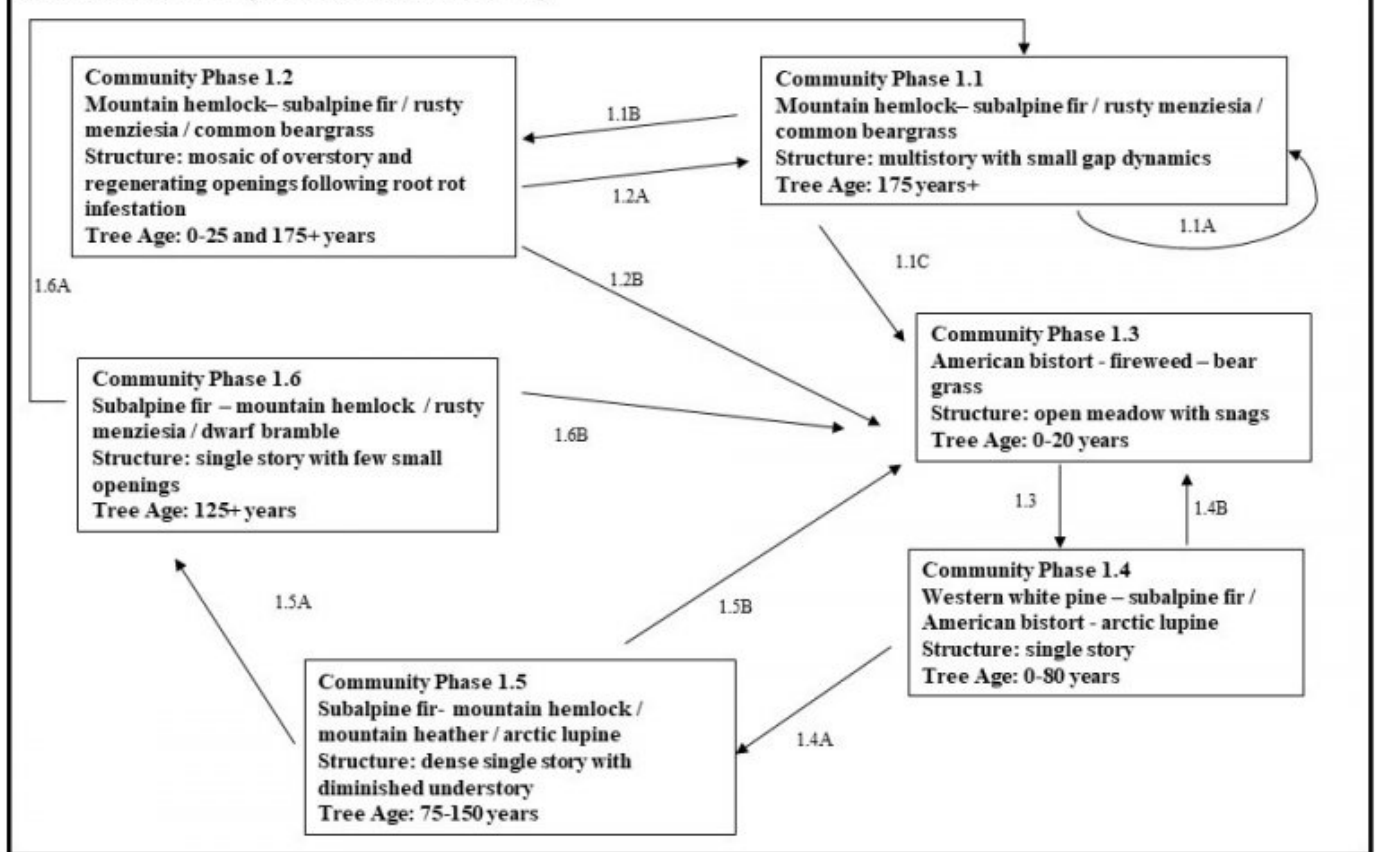 Community Phase 1.2
Mountain hemlock– subalpine fir / rusty
menziesia / common beargrass
Structure: mosaic of overstory and
regenerating openings following root rot
infestation
Tree Age: 0-25 and 175+ years
1.1B
1.2A
Community Phase 1.1
Mountain hemlock– subalpine fir / rusty menziesia /
common beargrass
Structure: multistory with small gap dynamics
Tree Age: 175 years+
1.1A
1.1C
1.2B
1.6A
Community Phase 1.3
American bistort - fireweed – bear
grass
Structure: open meadow with snags
Tree Age: 0-20 years
Community Phase 1.6
Subalpine fir – mountain hemlock / rusty
menziesia / dwarf bramble
Structure: single story with few small
openings
Tree Age: 125+ years
1.6B
1.3
1.4B
Community Phase 1.4
Western white pine – subalpine fir /
American bistort - arctic lupine
Structure: single story
Tree Age: 0-80 years
1.5A
1.5B
1.4A
Community Phase 1.5
Subalpine fir- mountain hemlock /
mountain heather / arctic lupine
Structure: dense single story with
diminished understory
Tree Age: 75-150 years